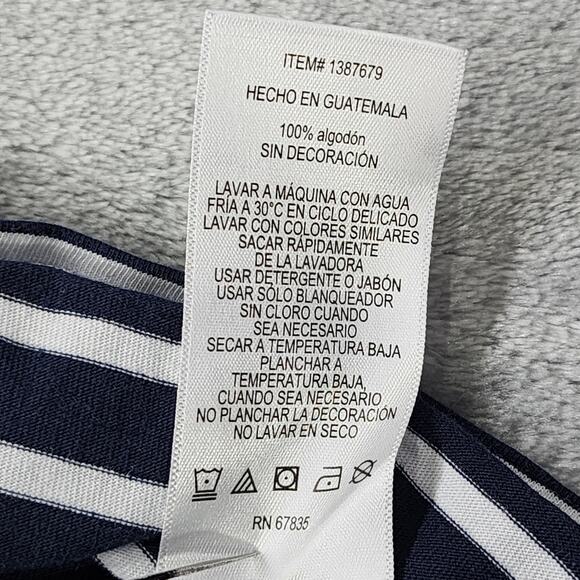 ITEM# 1387679
HECHO EN GUATEMALA
100% algodón
SIN DECORACIÓN
LAVAR A MÁQUINA CON AGUA
FRÍA A 30°C EN CICLO DELICADO
LAVAR CON COLORES SIMILARES
SACAR RÁPIDAMENTE
DE LA LAVADORA
USAR DETERGENTE O JABÓN
USAR SÓLO BLANQUEADOR
SIN CLORO CUANDO
SEA NECESARIO
SECAR A TEMPERATURA BAJA
PLANCHAR A
TEMPERATURA BAJA,
CUANDO SEA NECESARIO
NO PLANCHAR LA DECORACIÓN
NO LAVAR EN SECO
RN 67835